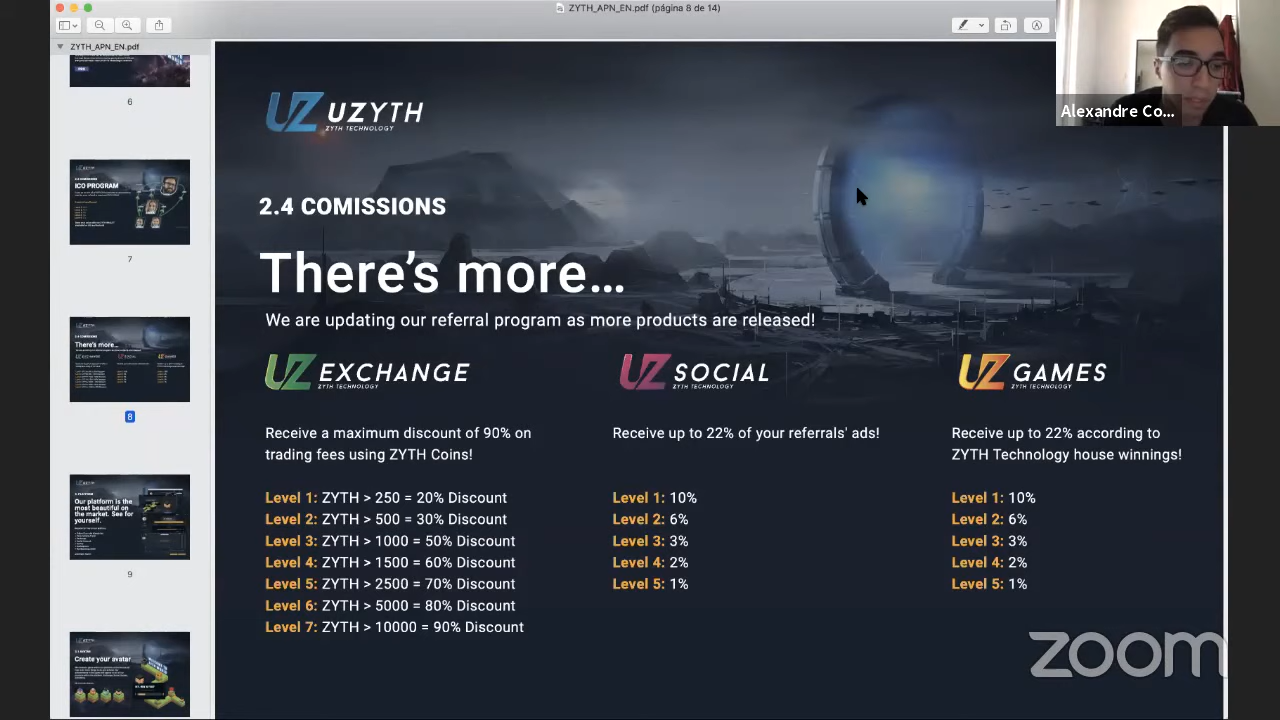 ZYTH_APN_EN.pdf (página 8 de 14)
ZYTH_APN_EN.pdf
Alexandre Co...
6
ICO PROGRAM
7
There's more...
8
Our platform is the
most beautiful on
the market. See for
yourself.
9
Create your avatar
UZ UZYTH
ZYTH TECHNOLOGY
2.4 COMISSIONS
There's more...
We are updating our referral program as more products are released!
UZ EXCHANGE
ZYTH TECHNOLOGY
Receive a maximum discount of 90% on
trading fees using ZYTH Coins!
Level 1: ZYTH > 250 = 20% Discount
Level 2: ZYTH > 500 = 30% Discount
Level 3: ZYTH > 1000 = 50% Discount
Level 4: ZYTH > 1500 = 60% Discount
Level 5: ZYTH > 2500 = 70% Discount
Level 6: ZYTH > 5000 = 80% Discount
Level 7: ZYTH > 10000 = 90% Discount
UZ SOCIAL
ZYTH TECHNOLOGY
Receive up to 22% of your referrals' ads!
Level 1: 10%
Level 2: 6%
Level 3: 3%
Level 4: 2%
Level 5: 1%
UZ GAMES
ZYTH TECHNOLOGY
Receive up to 22% according to
ZYTH Technology house winnings!
Level 1: 10%
Level 2: 6%
Level 3: 3%
Level 4: 2%
Level 5: 1%
zoom